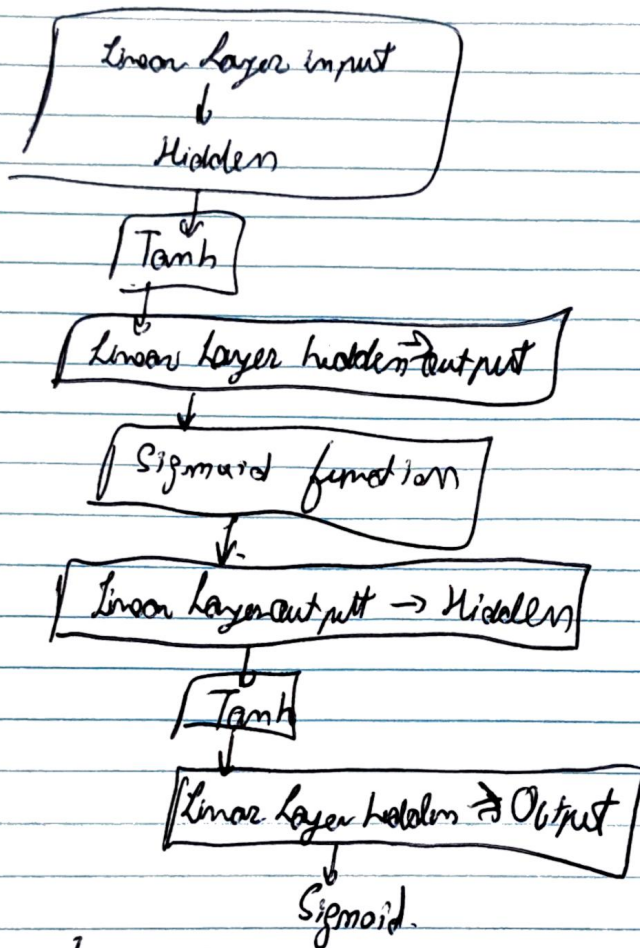 Linear Layer input
↓
Hidden
Tanh
Linear Layer hidden → output
Sigmoid function
Linear Layer output → Hidden
Tanh
Linear Layer hidden → Output
Sigmoid.